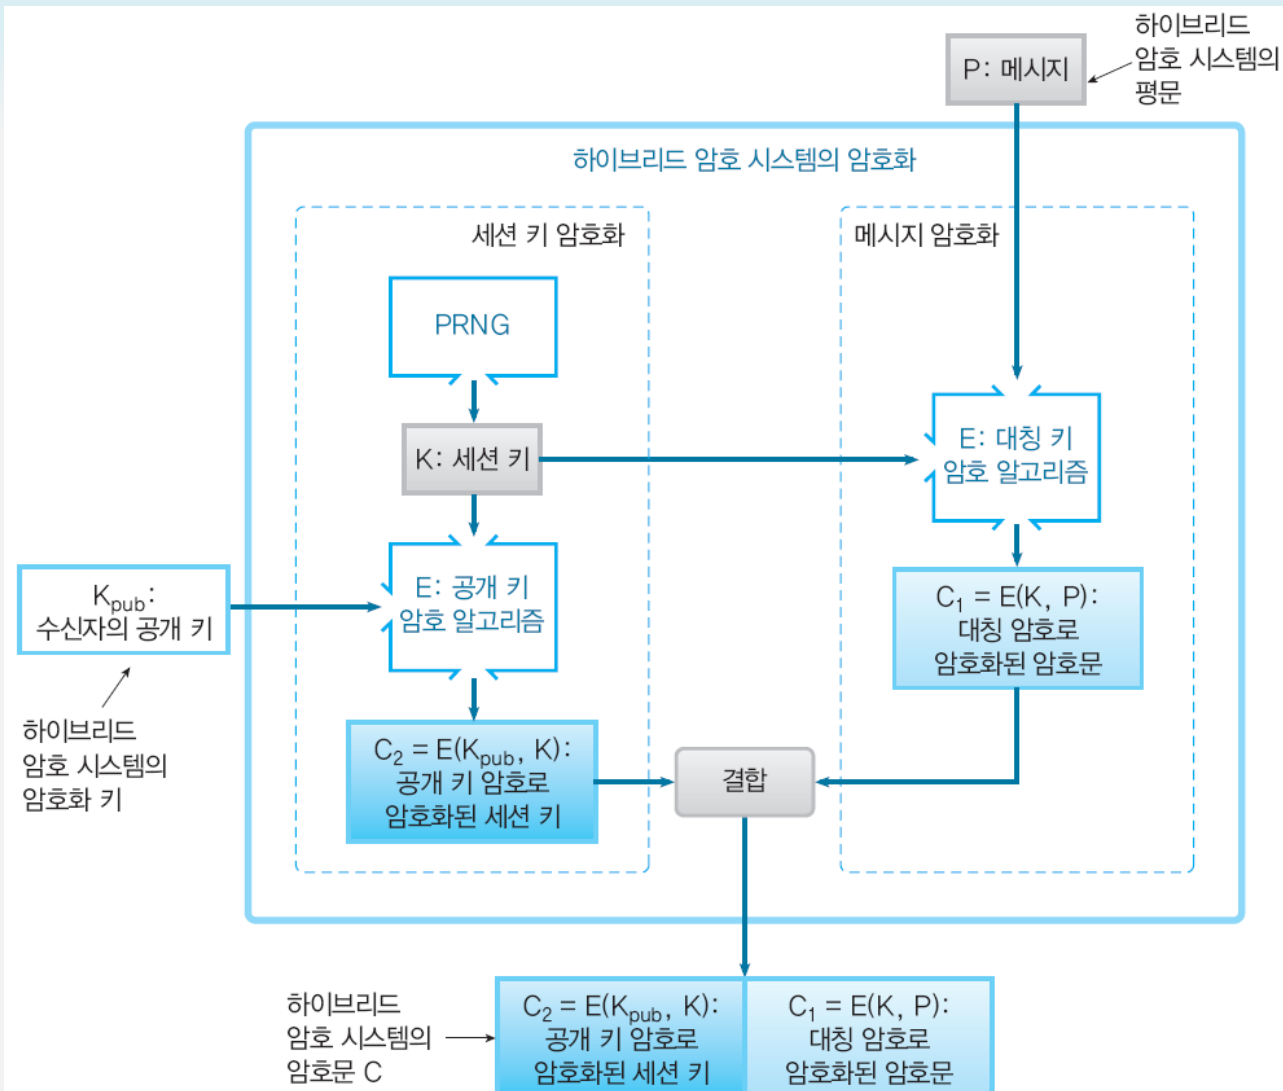 하이브리드
암호 시스템의
평문
P: 메시지
하이브리드 암호 시스템의 암호화
세션 키 암호화
메시지 암호화
PRNG
K: 세션 키
E: 대칭 키
암호 알고리즘
Kpub:
수신자의 공개 키
E: 공개 키
암호 알고리즘
C1 = E(K, P):
대칭 암호로
암호화된 암호문
하이브리드
암호 시스템의
암호화 키
C2 = E(Kpub, K):
공개 키 암호로
암호화된 세션 키
결합
하이브리드
암호 시스템의
암호문 C
C2 = E(Kpub, K):
공개 키 암호로
암호화된 세션 키
C1 = E(K, P):
대칭 암호로
암호화된 암호문